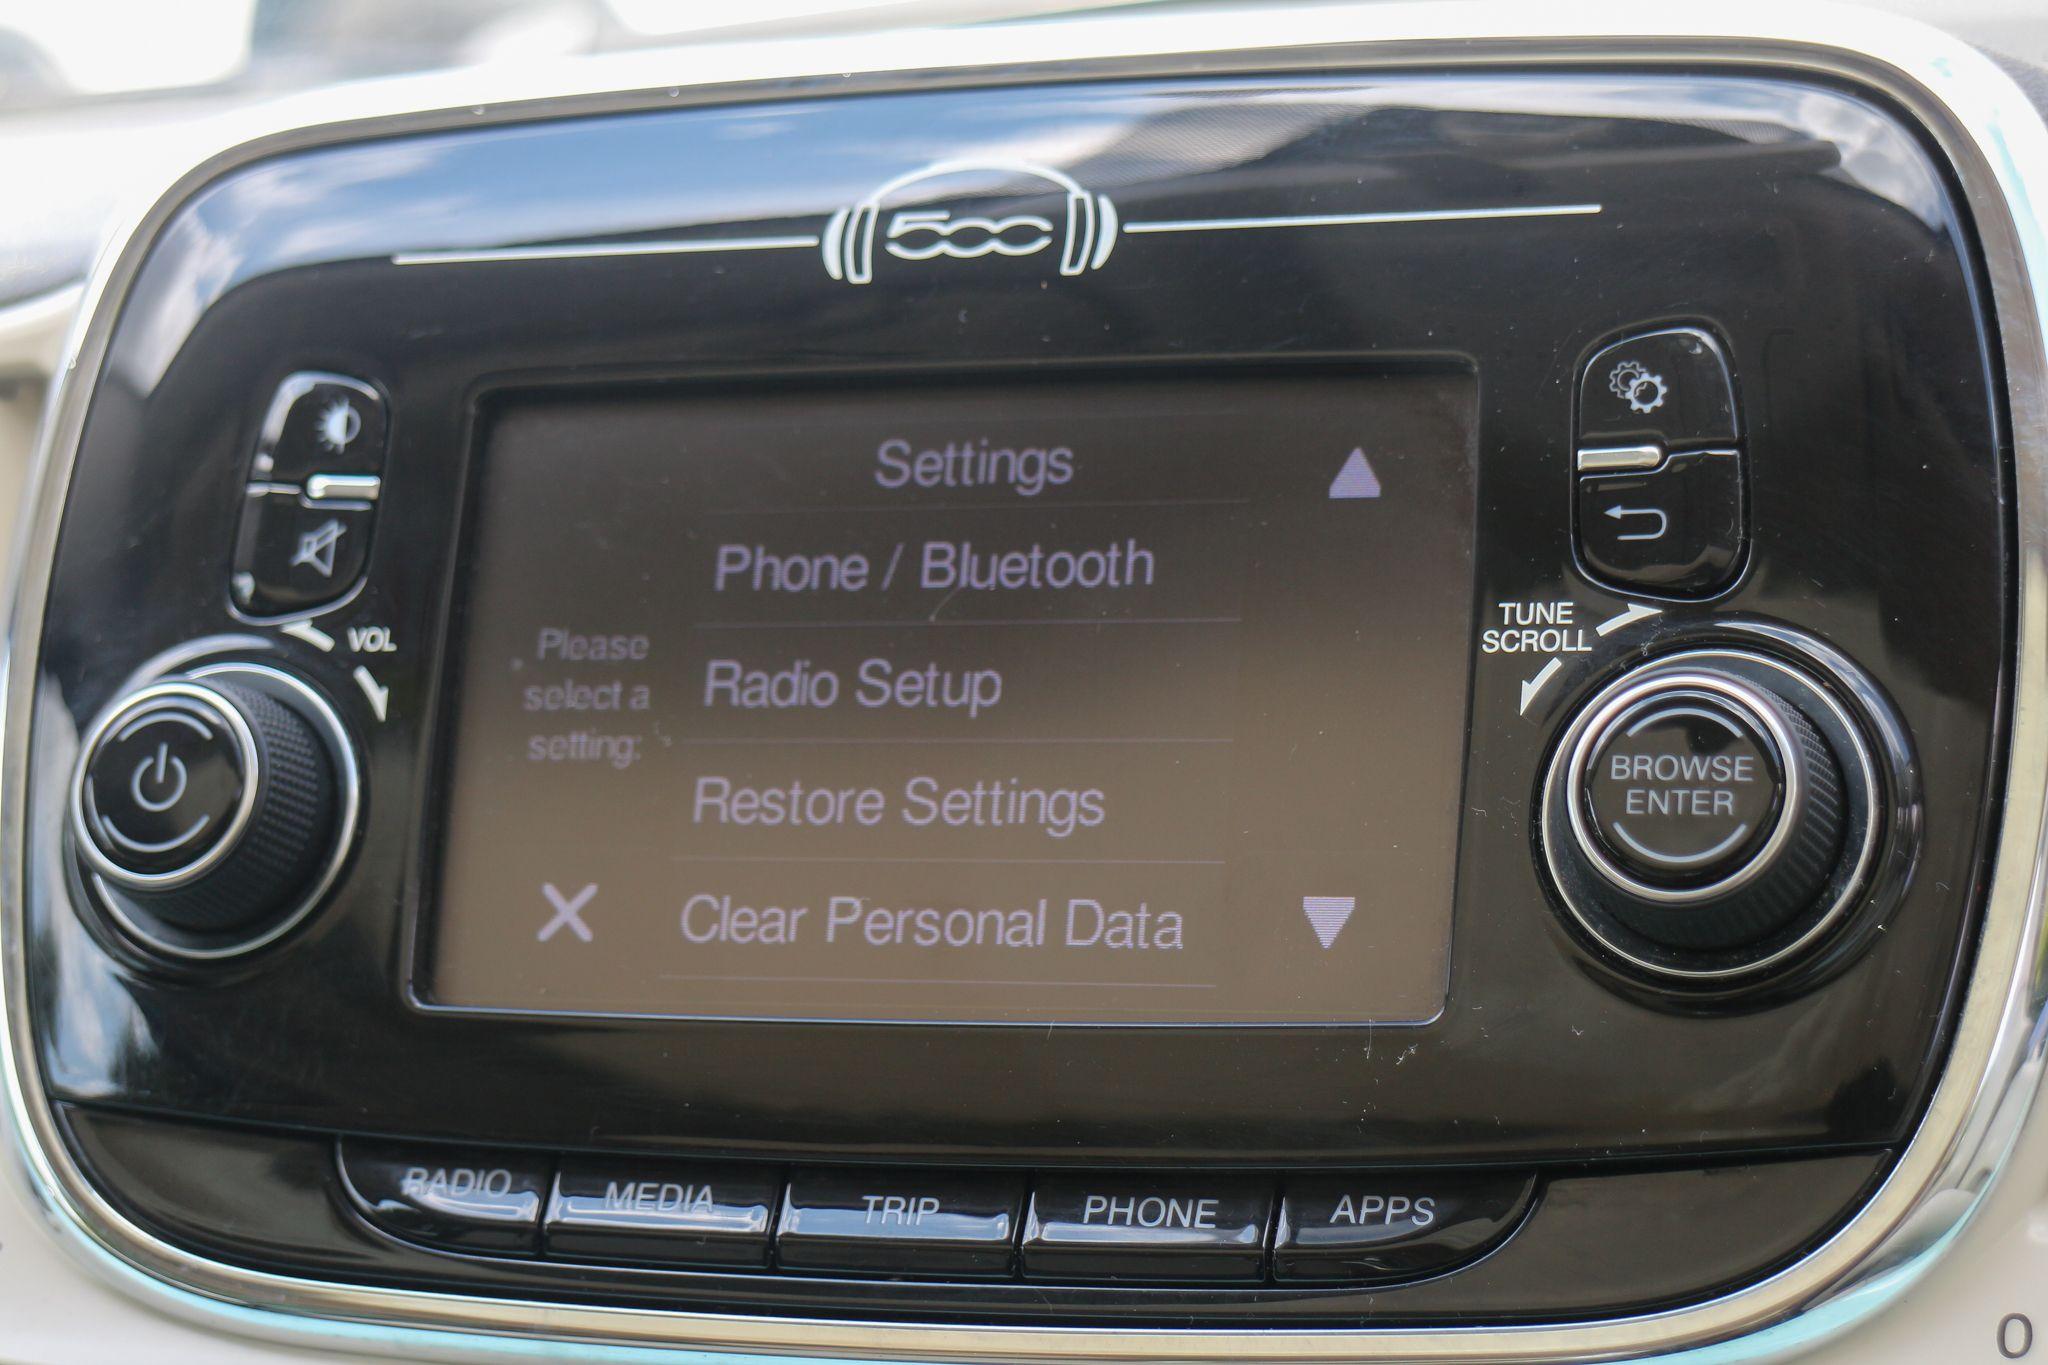 500
Settings
Phone / Bluetooth
Please
select a
setting:
Radio Setup
Restore Settings
Clear Personal Data
VOL
TUNE
SCROLL
BROWSE
ENTER
RADIO
MEDIA
TRIP
PHONE
APPS
0